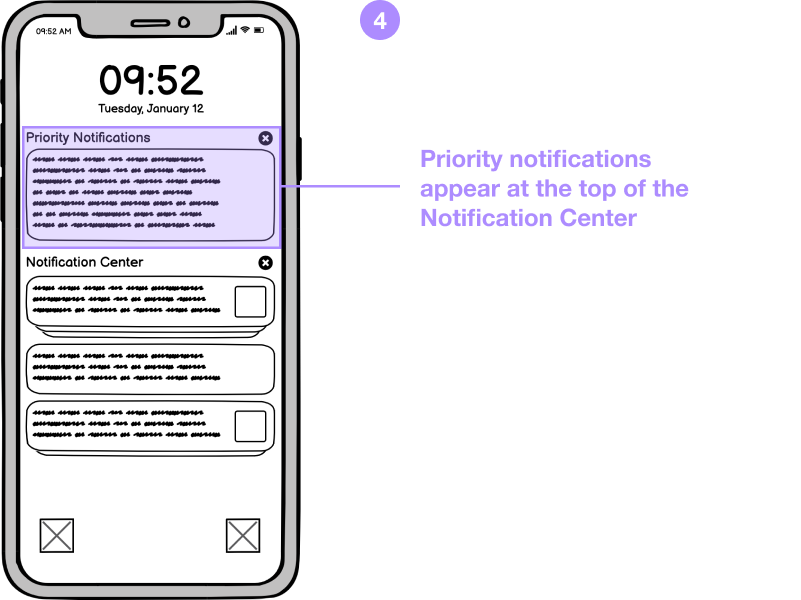 09:52 AM
09:52
Tuesday, January 12
Priority Notifications
Notification Center
4
Priority notifications
appear at the top of the
Notification Center